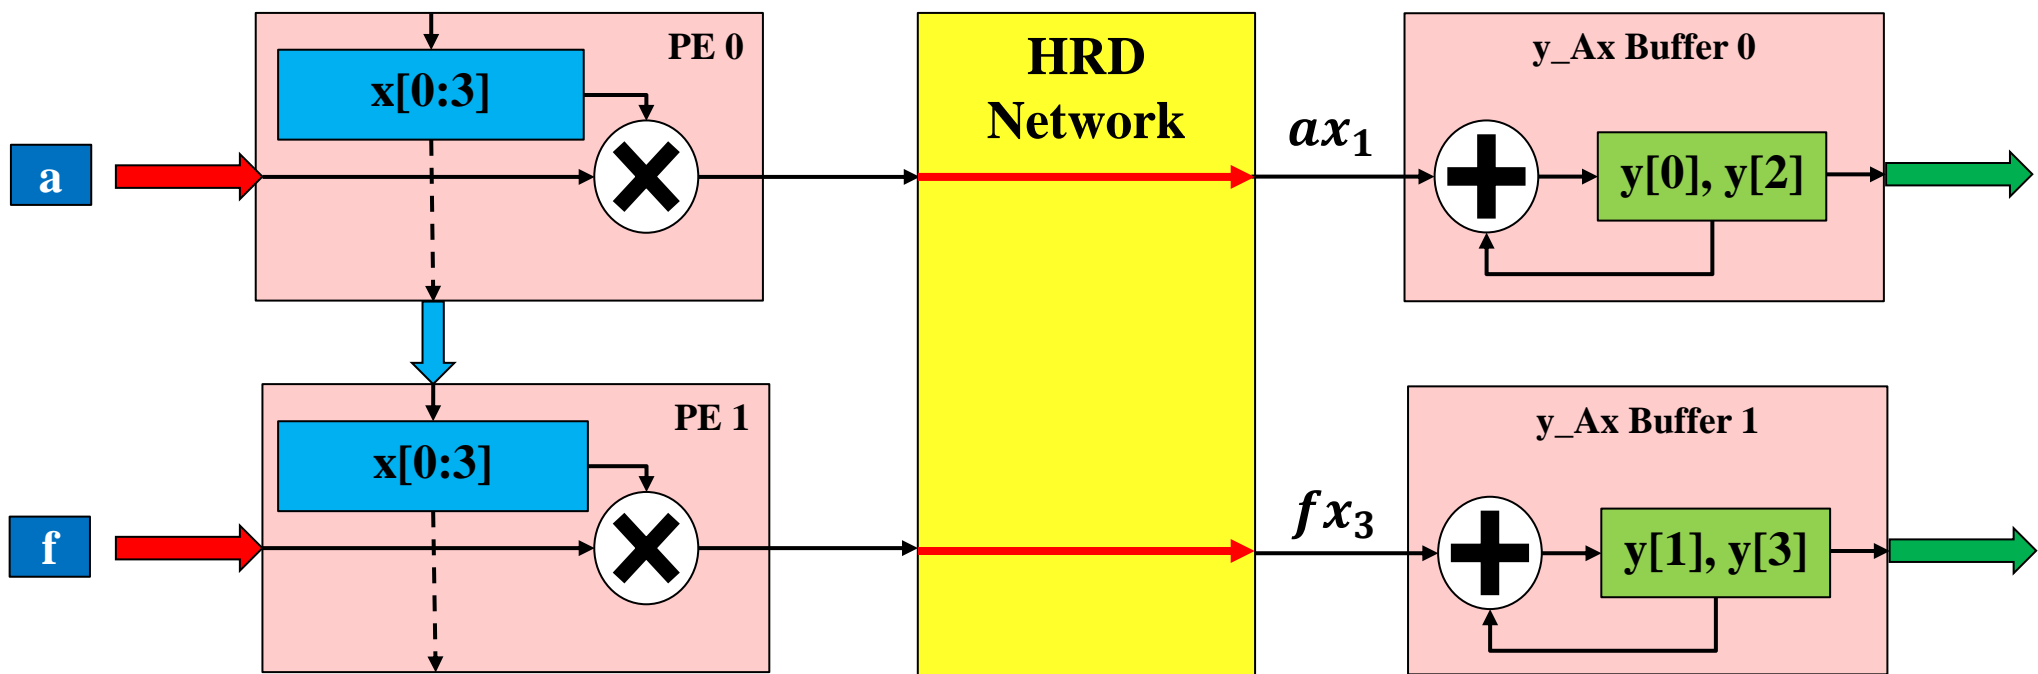 PE 0
x[0:3]
a
HRD
Network
ax₁
y_Ax Buffer 0
y[0], y[2]
PE 1
x[0:3]
f
fx₃
y_Ax Buffer 1
y[1], y[3]